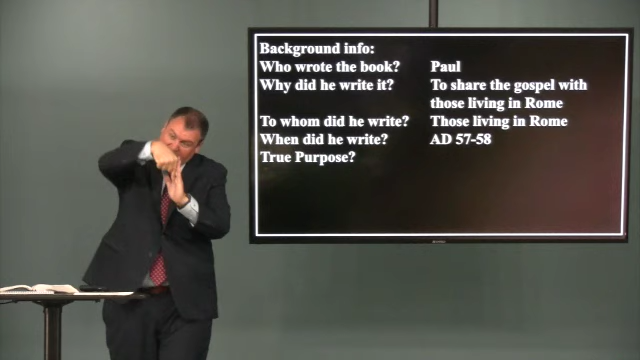 Background info:
Who wrote the book? Paul
Why did he write it? To share the gospel with
those living in Rome
To whom did he write? Those living in Rome
When did he write? AD 57-58
True Purpose?